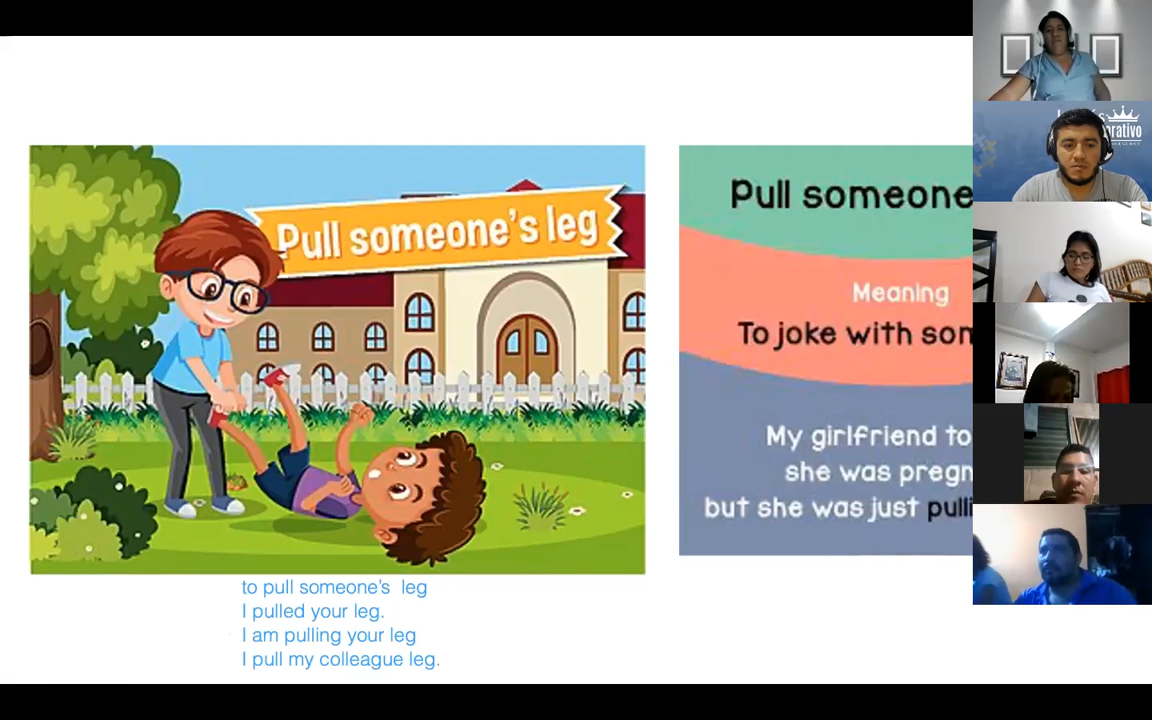 Pull someone's leg
Pull someone
Meaning
To joke with som
My girlfriend to
she was pregn
but she was just pulli
to pull someone's  leg
I pulled your leg.
I am pulling your leg
I pull my colleague leg.